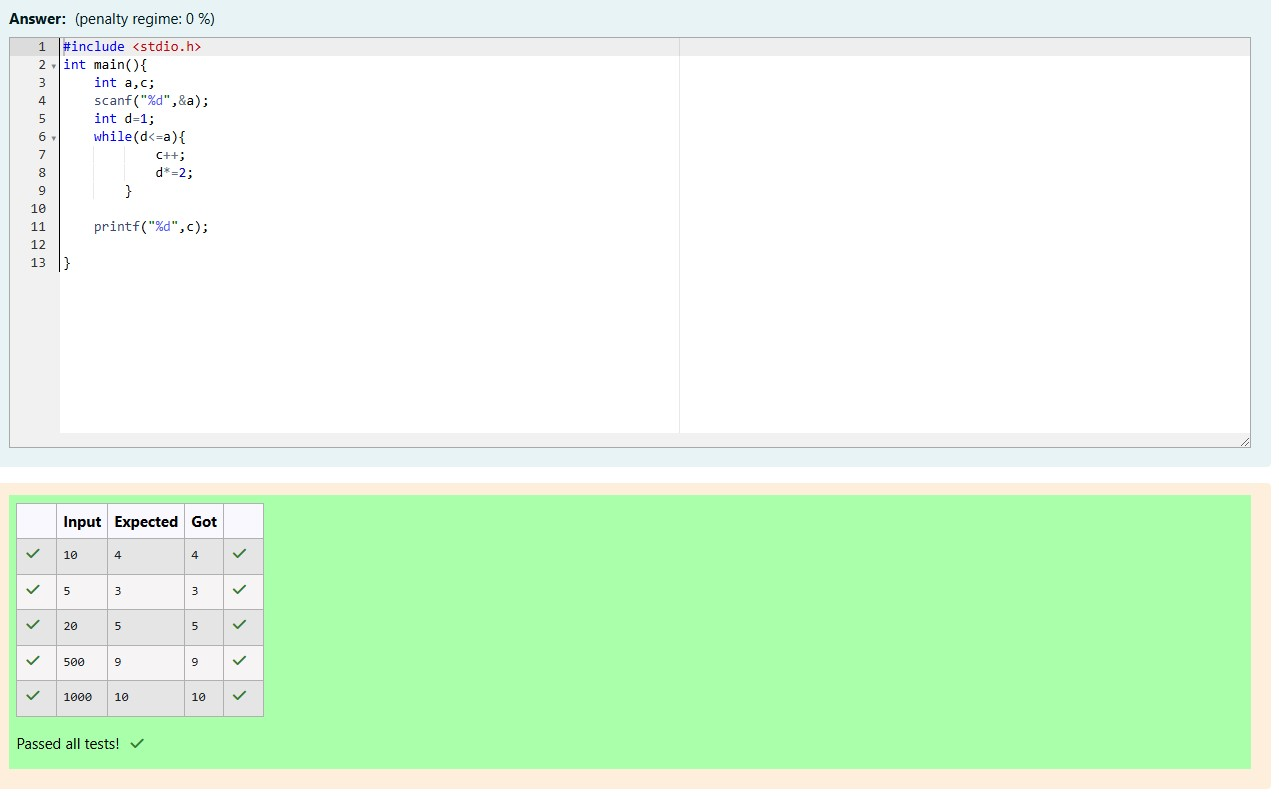 Answer: (penalty regime: 0 %)
1 #include <stdio.h>
2 int main(){
3     int a,c;
4     scanf("%d",&a);
5     int d=1;
6     while(d<=a){
7             c++;
8             d*=2;
9         }
10
11     printf("%d",c);
12
13 }
Input Expected Got
10 4 4
5 3 3
20 5 5
500 9 9
1000 10 10
Passed all tests!